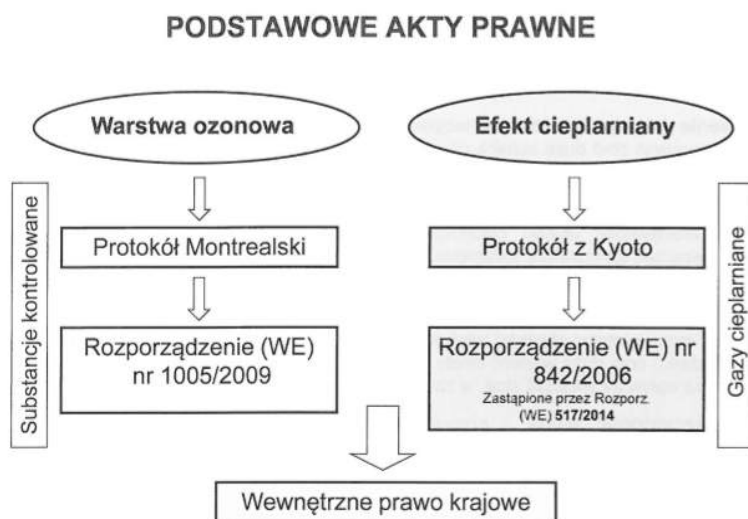 PODSTAWOWE AKTY PRAWNE
Warstwa ozonowa
Efekt cieplarniany
Substancje kontrolowane
Protokół Montrealski
Protokół z Kyoto
Gazy cieplarniane
Rozporządzenie (WE)
nr 1005/2009
Rozporządzenie (WE) nr
842/2006
Zastąpione przez Rozporz.
(WE) 517/2014
Wewnętrzne prawo krajowe